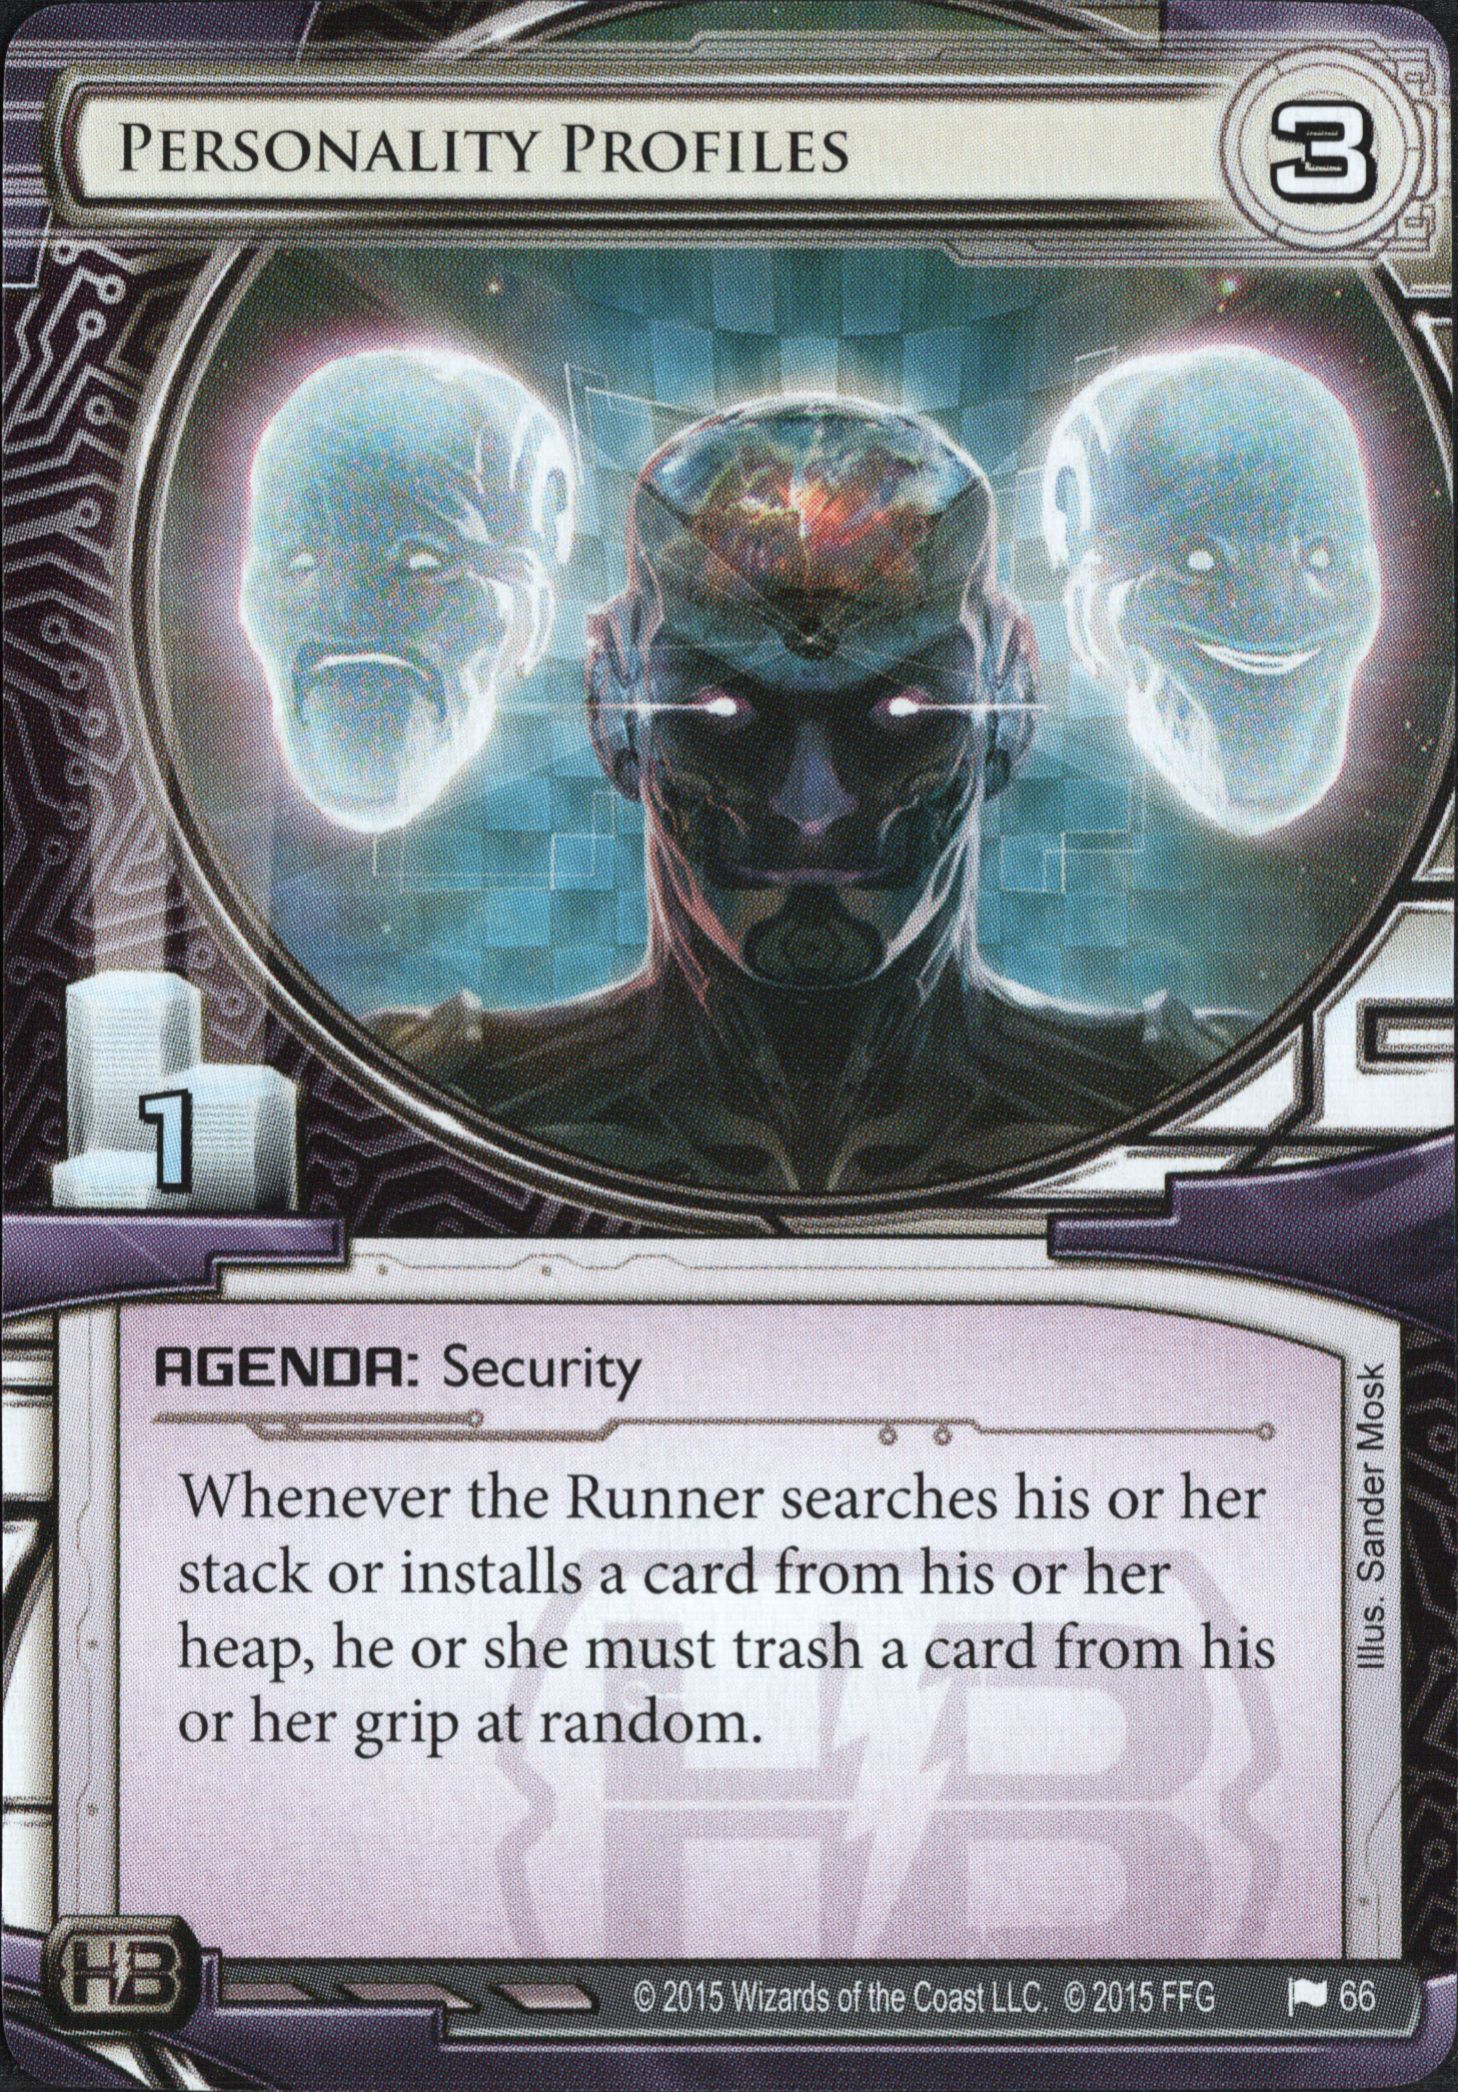 PERSONALITY PROFILES
3
1
AGENDA: Security
Whenever the Runner searches his or her
stack or installs a card from his or her
heap, he or she must trash a card from his
or her grip at random.
Illus. Sander Mosk
HB
HB
© 2015 Wizards of the Coast LLC. © 2015 FFG
66